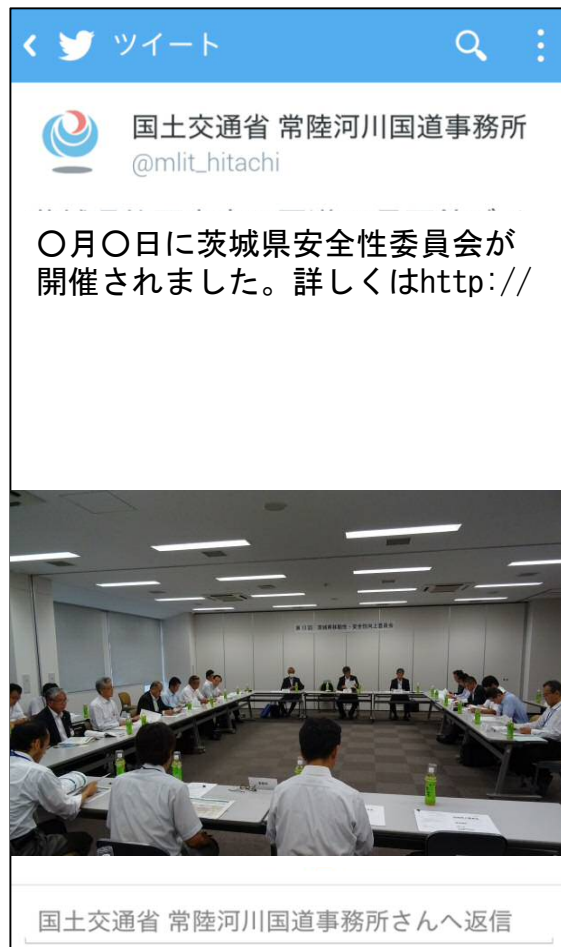 ツイート
国土交通省 常陸河川国道事務所
@mlit_hitachi
〇月〇日に茨城県安全性委員会が
開催されました。詳しくはhttp://
国土交通省 常陸河川国道事務所さんへ返信